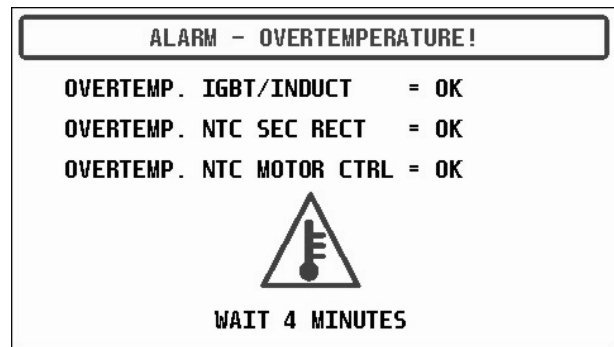 ALARM - OVERTEMPERATURE!
OVERTEMP. IGBT/INDUCT = OK
OVERTEMP. NTC SEC RECT = OK
OVERTEMP. NTC MOTOR CTRL = OK
WAIT 4 MINUTES